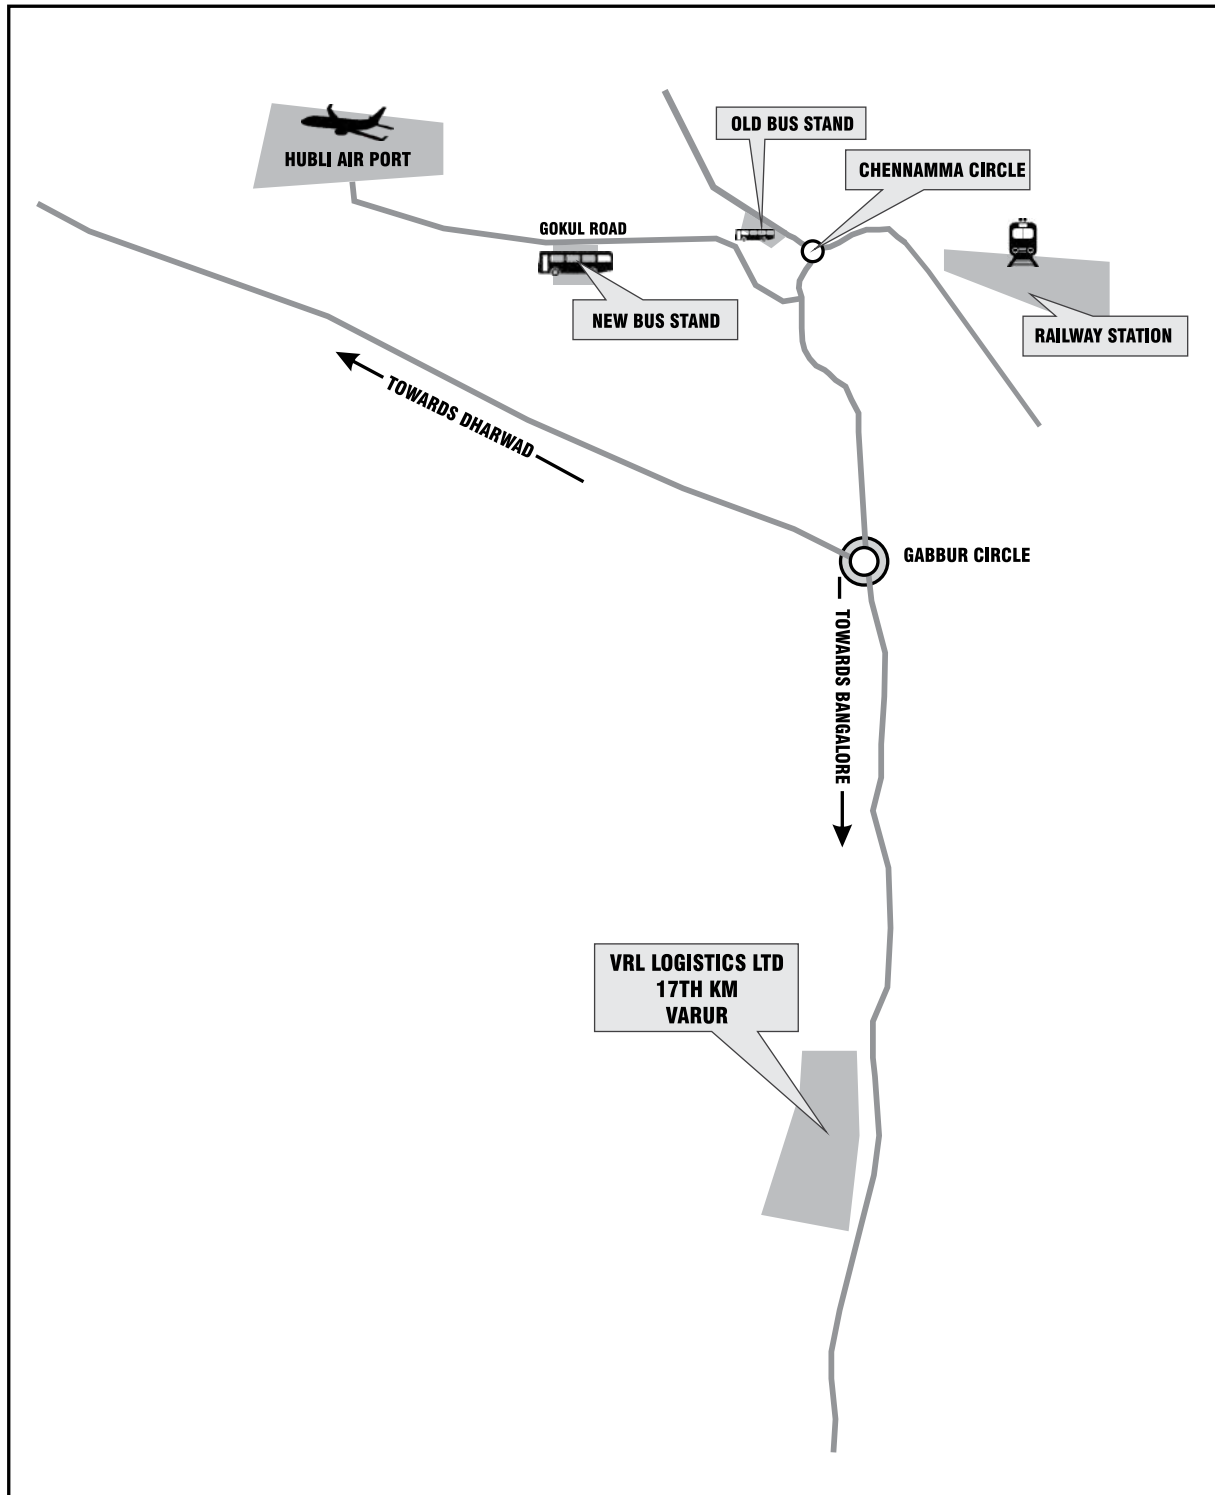 OLD BUS STAND
HUBLI AIR PORT
CHENNAMMA CIRCLE
GOKUL ROAD
NEW BUS STAND
RAILWAY STATION
TOWARDS DHARWAD
GABBUR CIRCLE
TOWARDS BANGALORE
VRL LOGISTICS LTD
17TH KM
VARUR